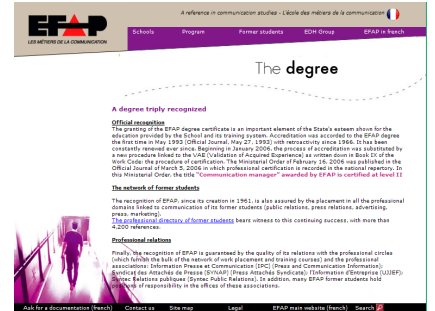 A reference in communication studies - L'école des métiers de la communication
EFAP
LES MÉTIERS DE LA COMMUNICATION
Schools Program Former students EDH Group EFAP in french
The degree
A degree triply recognized
Official recognition
The granting of the EFAP degree certificate is an important element of the State's esteem shown for the
education provided by the School and its training system. Accreditation was accorded to the EFAP degree
the first time in May 1993 (Official Journal, May 27, 1993) with retroactivity since 1966. It has been
constantly renewed ever since. Beginning in January 2006, the process of accreditation was substituted by
a new procedure linked to the VAE (Validation of Acquired Experience) as written down in Book IX of the
Work Code: the procedure of certification. The Ministerial Order of February 16, 2006 was published in the
Official Journal of March 5, 2006 in which professional certification is recorded in the national repertory. In
this Ministerial Order, the title "Communication manager" awarded by EFAP is certified at level II
The network of former students
The recognition of EFAP, since its creation in 1961, is also assured by the placement in all the professional
domains linked to communication of its former students (public relations, press relations, advertising,
press, marketing).
The professional directory of former students bears witness to this continuing success, with more than
4,200 references.
Professional relations
Finally, the recognition of EFAP is guaranteed by the quality of its relations with the professional circles
(which furnish the bulk of the network of work placement and training courses) and the professional
associations: Information Presse et Communication (IPC) (Press and Communication Information);
Syndicat des Attachés de Presse (SYNAP) (Press Attachés Syndicate); l'Information d'Entreprise (UJJEF);
Syntec Relations publiques (Syntec Public Relations). In addition, many EFAP former students hold
positions of responsibility in the offices of these associations.
Ask for a documentation (french) Contact us Site map Legal EFAP main website (french) Search